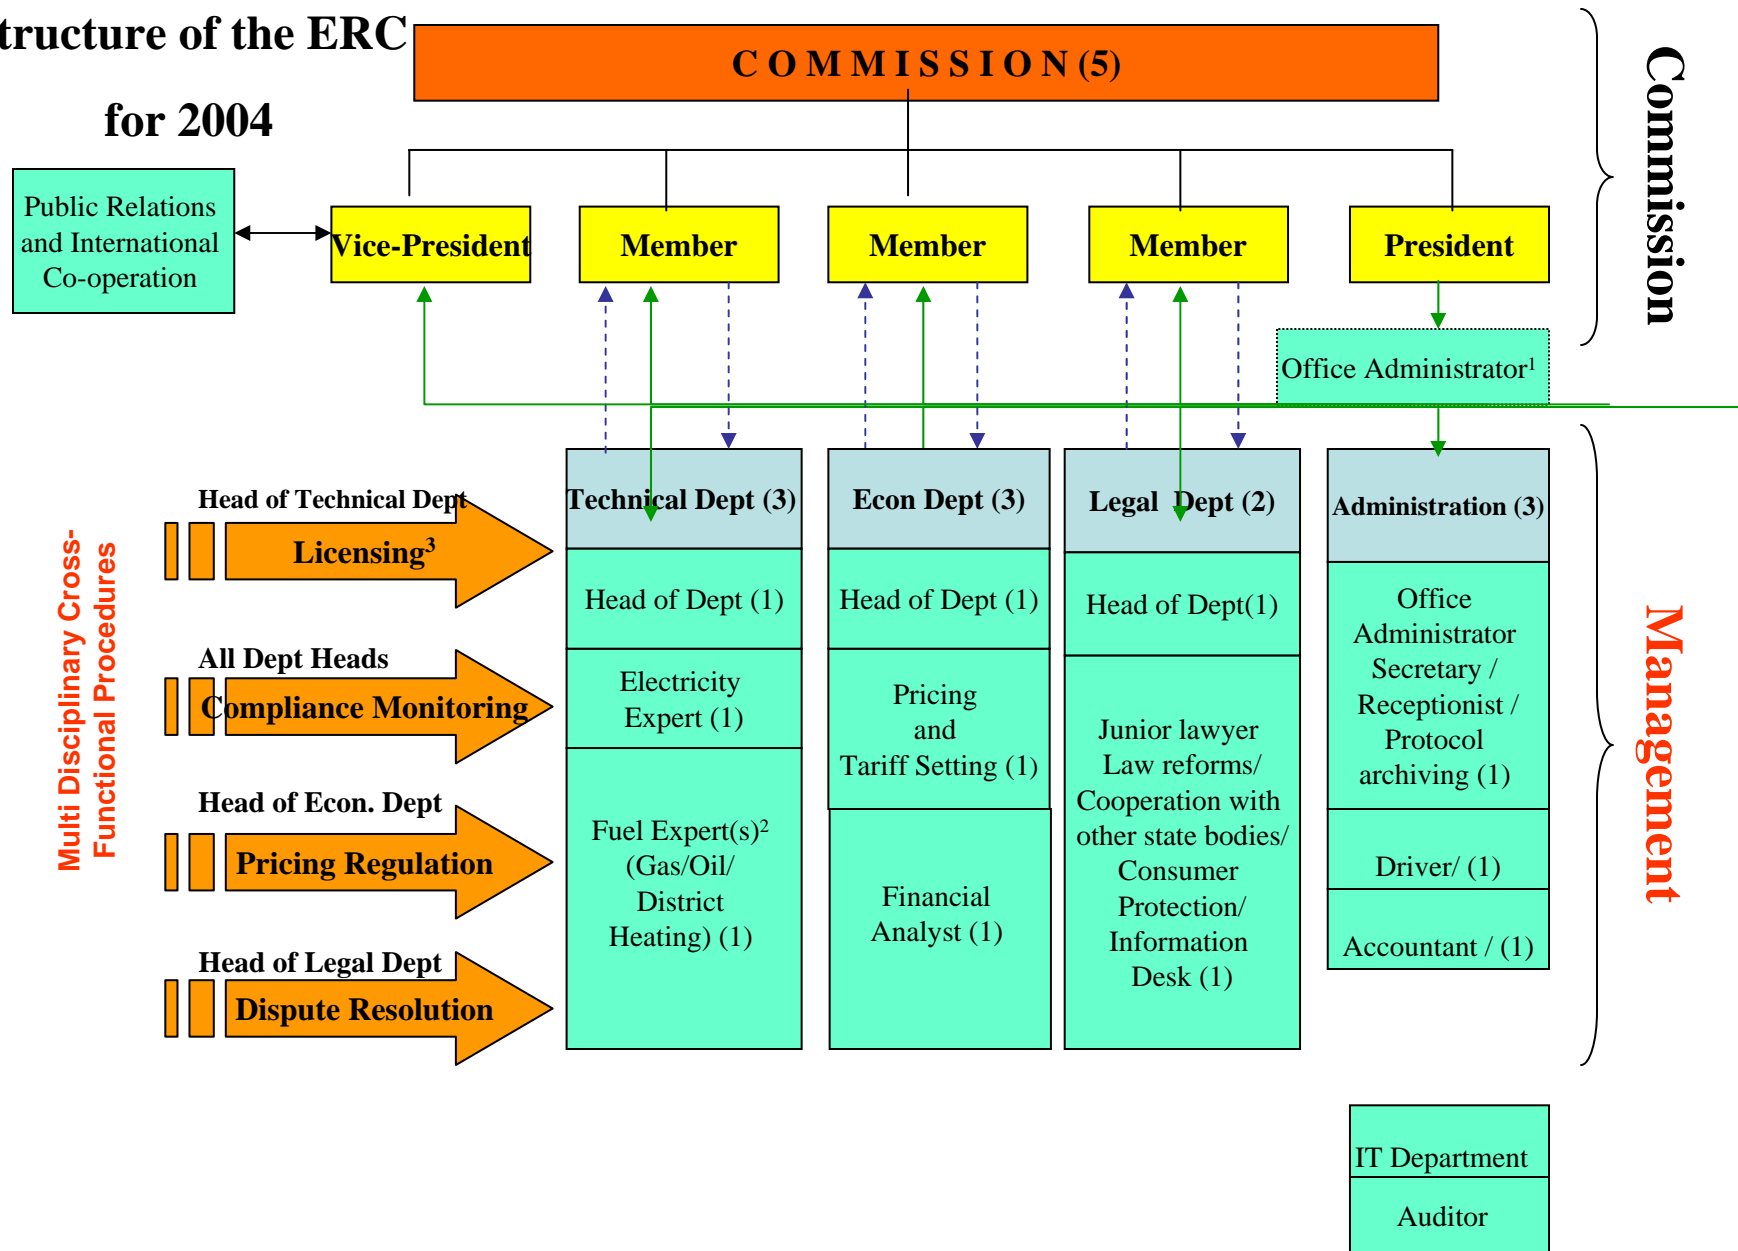 tructure of the ERC
for 2004
C O M M I S S I O N (5)
Commission
Public Relations
and International
Co-operation
Vice-President
Member
Member
Member
President
Office Administrator¹
Multi Disciplinary Cross-
Functional Procedures
Head of Technical Dept
Licensing³
All Dept Heads
Compliance Monitoring
Head of Econ. Dept
Pricing Regulation
Head of Legal Dept
Dispute Resolution
Technical Dept (3)
Head of Dept (1)
Electricity
Expert (1)
Fuel Expert(s)²
(Gas/Oil/
District
Heating) (1)
Econ Dept (3)
Head of Dept (1)
Pricing
and
Tariff Setting (1)
Financial
Analyst (1)
Legal Dept (2)
Head of Dept(1)
Junior lawyer
Law reforms/
Cooperation with
other state bodies/
Consumer
Protection/
Information
Desk (1)
Administration (3)
Office
Administrator
Secretary /
Receptionist /
Protocol
archiving (1)
Driver/ (1)
Accountant / (1)
Management
IT Department
Auditor